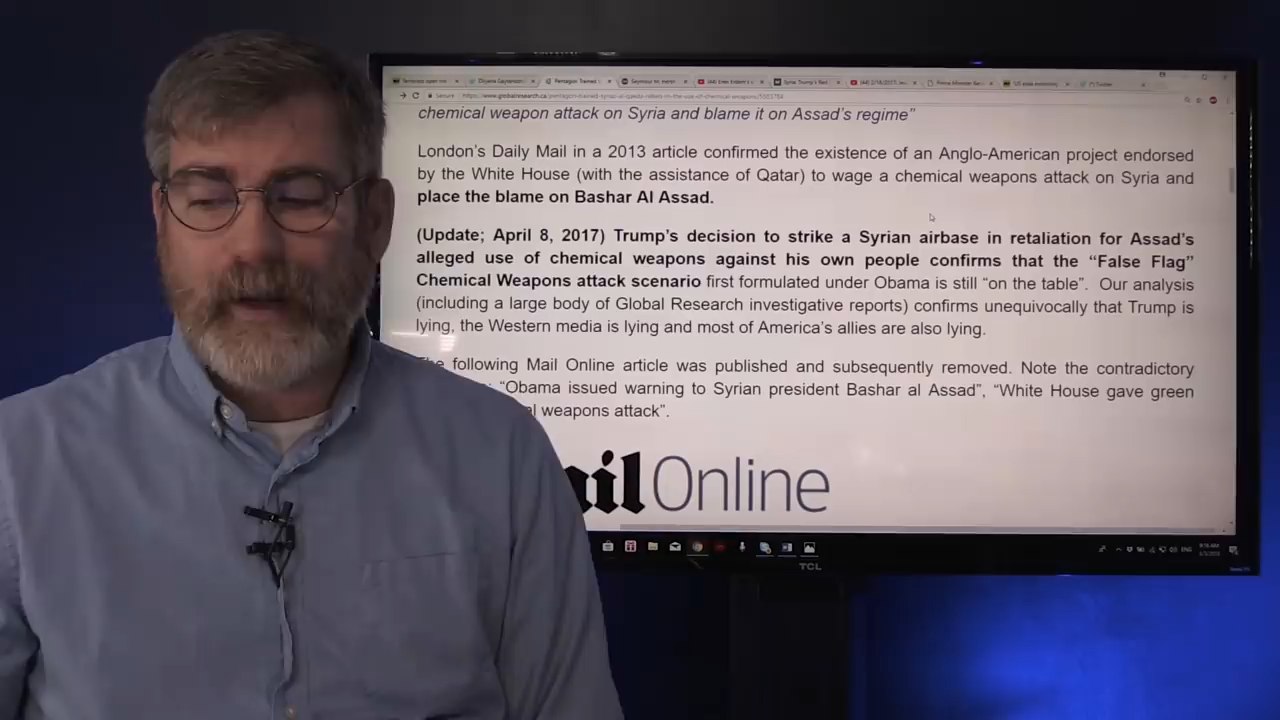 Secure
chemical weapon attack on Syria and blame it on Assad's regime"
London's Daily Mail in a 2013 article confirmed the existence of an Anglo-American project endorsed
by the White House (with the assistance of Qatar) to wage a chemical weapons attack on Syria and
place the blame on Bashar Al Assad.
(Update; April 8, 2017) Trump's decision to strike a Syrian airbase in retaliation for Assad's
alleged use of chemical weapons against his own people confirms that the "False Flag"
Chemical Weapons attack scenario first formulated under Obama is still "on the table". Our analysis
(including a large body of Global Research investigative reports) confirms unequivocally that Trump is
lying, the Western media is lying and most of America's allies are also lying.
following Mail Online article was published and subsequently removed. Note the contradictory
"Obama issued warning to Syrian president Bashar al Assad", "White House gave green
weapons attack".
ail Online
ENG
TCL